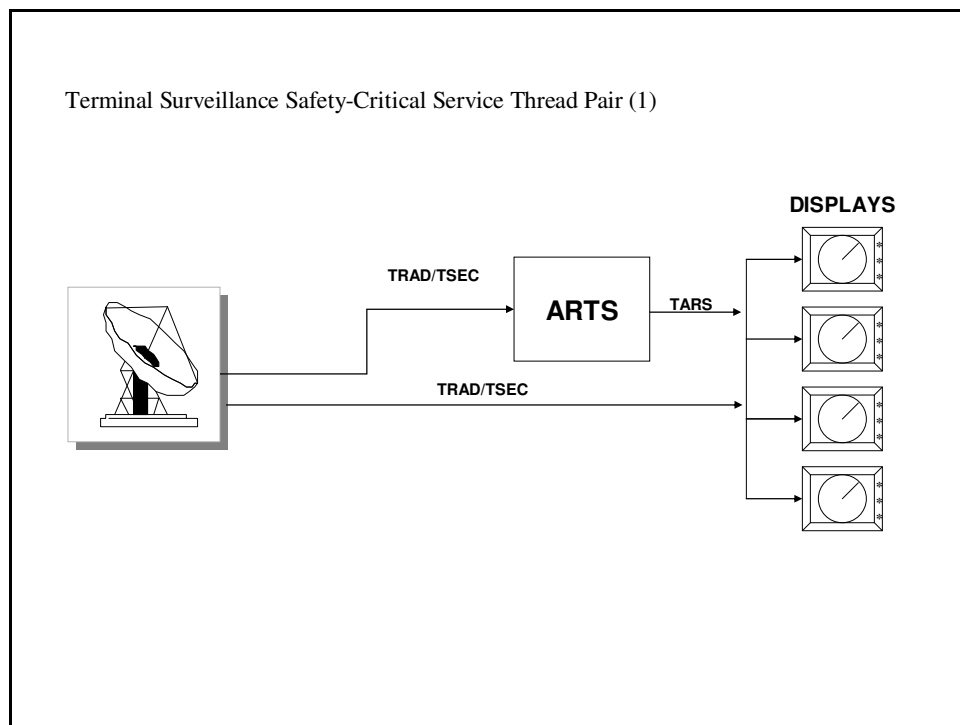 Terminal Surveillance Safety-Critical Service Thread Pair (1)
DISPLAYS
TRAD/TSEC
ARTS
TARS
TRAD/TSEC